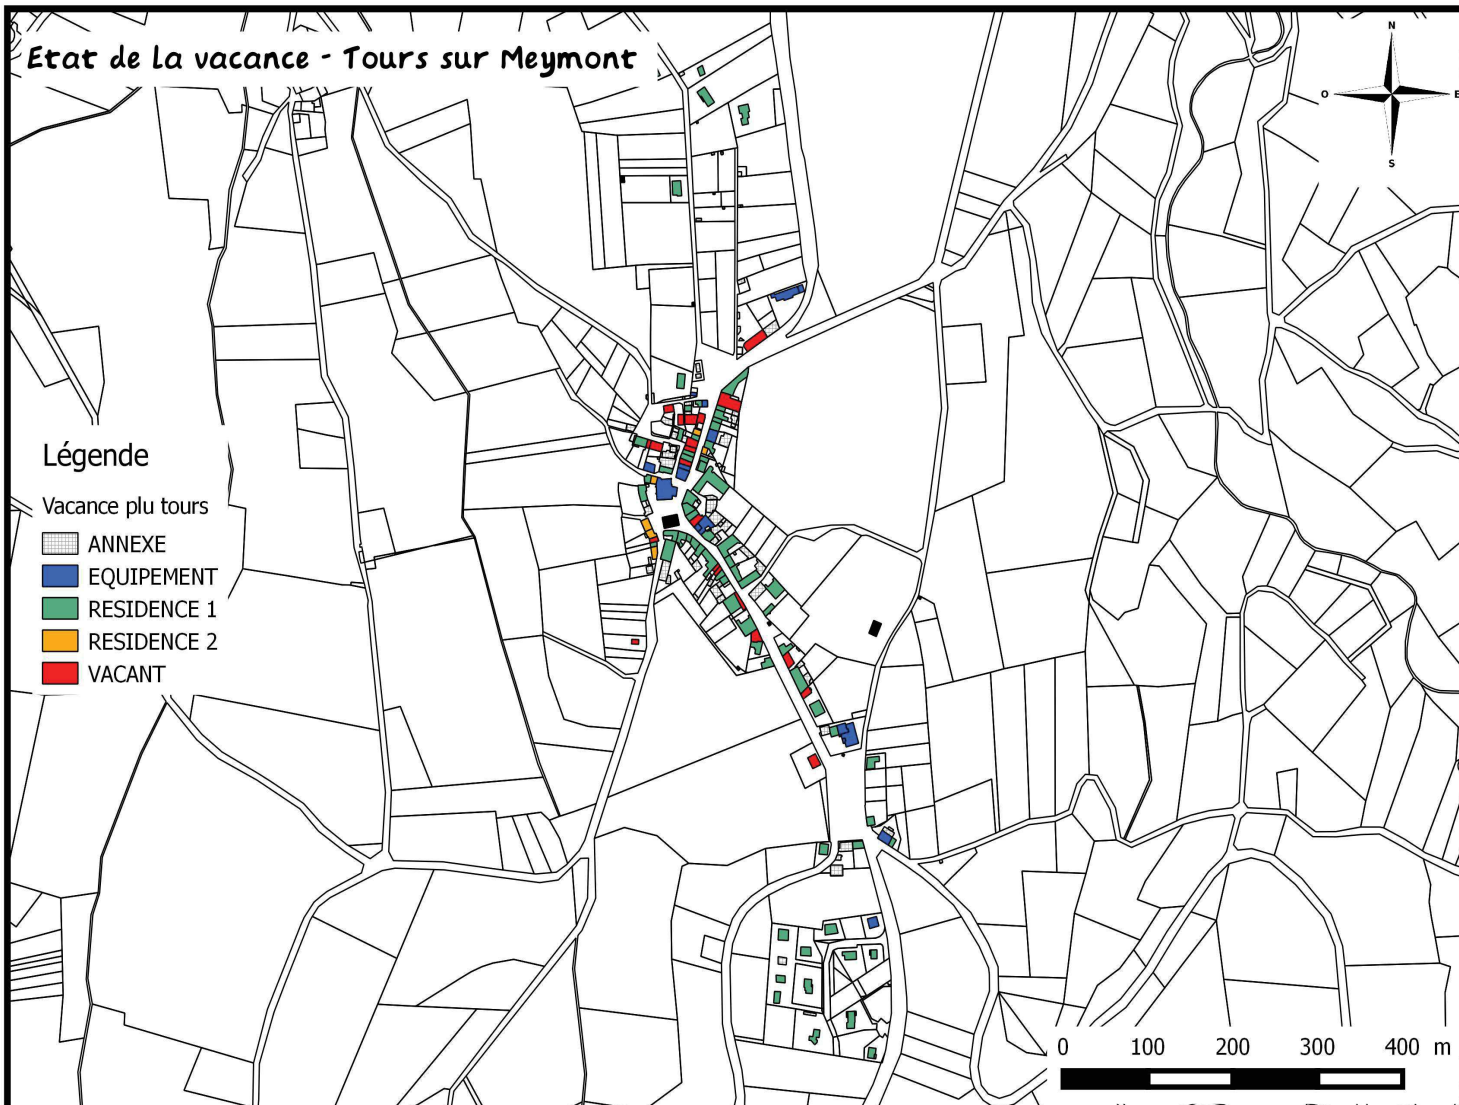 Etat de la vacance - Tours sur Meymont
N
O
E
S
Légende
Vacance plu tours
ANNEXE
EQUIPEMENT
RESIDENCE 1
RESIDENCE 2
VACANT
0 100 200 300 400 m